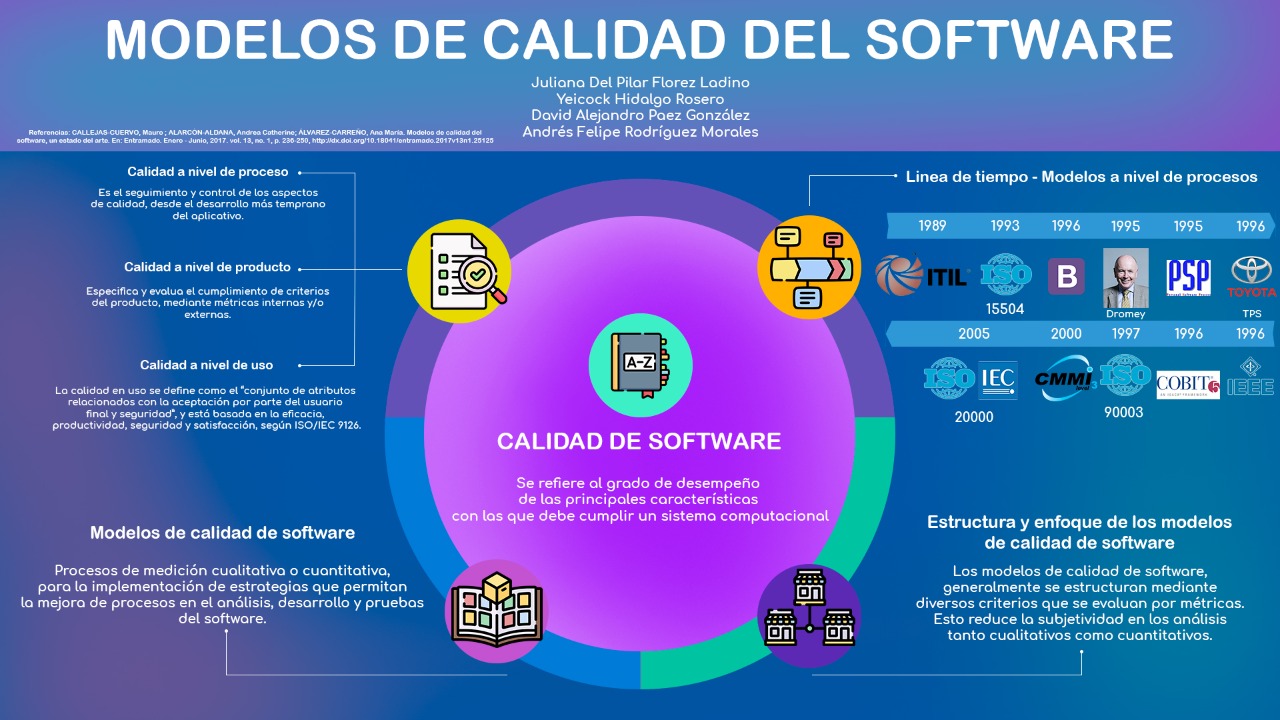 MODELOS DE CALIDAD DEL SOFTWARE
Juliana Del Pilar Florez Ladino
Yeicock Hidalgo Rosero
David Alejandro Paez González
Andrés Felipe Rodríguez Morales
Referencias: CALLEJAS-CUERVO, Mauro ; ALARCÓN-ALDANA, Andrea Catherine; ÁLVAREZ-CARREÑO, Ana María. Modelos de calidad del
software, un estado del arte. En: Entramado. Enero - Junio, 2017. vol. 13, no. 1, p. 236-250, http://dx.doi.org/10.18041/entramado.2017v13n1.25125
Calidad a nivel de proceso
Es el seguimiento y control de los aspectos
de calidad, desde el desarrollo más temprano
del aplicativo.
Calidad a nivel de producto
Especifica y evalua el cumplimiento de criterios
del producto, mediante métricas internas y/o
externas.
Calidad a nivel de uso
La calidad en uso se define como el “conjunto de atributos
relacionados con la aceptación por parte del usuario
final y seguridad”, y está basada en la eficacia,
productividad, seguridad y satisfacción, según ISO/IEC 9126.
Modelos de calidad de software
Procesos de medición cualitativa o cuantitativa,
para la implementación de estrategias que permitan
la mejora de procesos en el análisis, desarrollo y pruebas
del software.
A-Z
CALIDAD DE SOFTWARE
Se refiere al grado de desempeño
de las principales características
con las que debe cumplir un sistema computacional
Linea de tiempo - Modelos a nivel de procesos
1989 1993 1996 1995 1995 1996
ITIL ISO B PSP TOYOTA
15504 Dromey TPS
2005 2000 1997 1996 1996
ISO IEC CMMI level 3 ISO COBIT 5 IEEE
20000 90003
Estructura y enfoque de los modelos
de calidad de software
Los modelos de calidad de software,
generalmente se estructuran mediante
diversos criterios que se evaluan por métricas.
Esto reduce la subjetividad en los análisis
tanto cualitativos como cuantitativos.